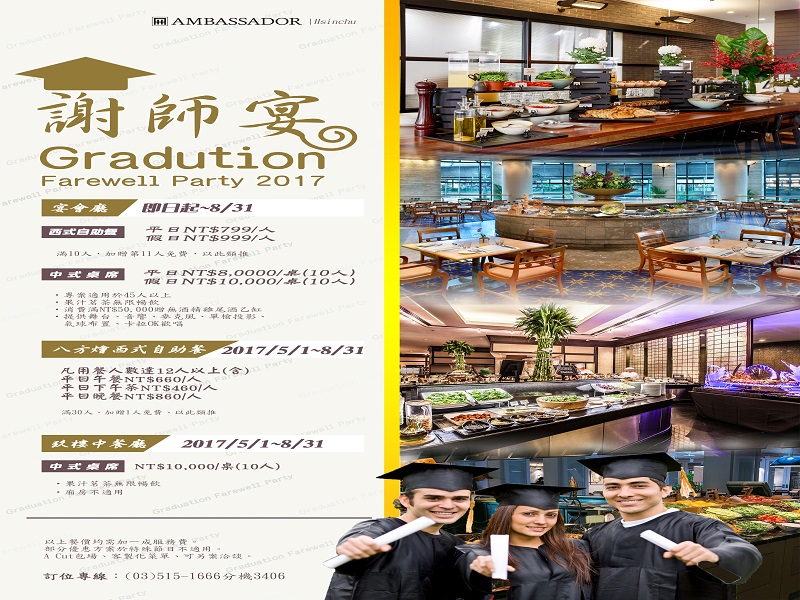 AMBASSADOR | Hsinchu
謝師宴
Gradution
Farewell Party 2017
宴會廳 即日起~8/31
西式自助餐 平日NT$799/人
假日NT$999/人
滿10人，加贈第11人免費，以此類推
中式桌席 平日NT$8,0000/桌(10人)
假日NT$10,000/桌(10人)
・專案適用於45人以上
・果汁茗茶無限暢飲
・消費滿NT$50,000贈無酒精雞尾酒乙缸
・提供舞台、音響、麥克風、單槍投影、
氣球布置、卡拉OK歡唱
八方燴西式自助餐 2017/5/1~8/31
凡用餐人數達12人以上(含)
平日午餐NT$660/人
平日下午茶NT$460/人
平日晚餐NT$860/人
滿30人，加贈1人免費，以此類推
玖樓中餐廳 2017/5/1~8/31
中式桌席 NT$10,000/桌(10人)
・果汁茗茶無限暢飲
・廂房不適用
以上餐價均需加一成服務費。
部分優惠方案於特殊節日不適用。
A Cut包場、客製化菜單、可另案洽談。
訂位專線：(03)515-1666分機3406